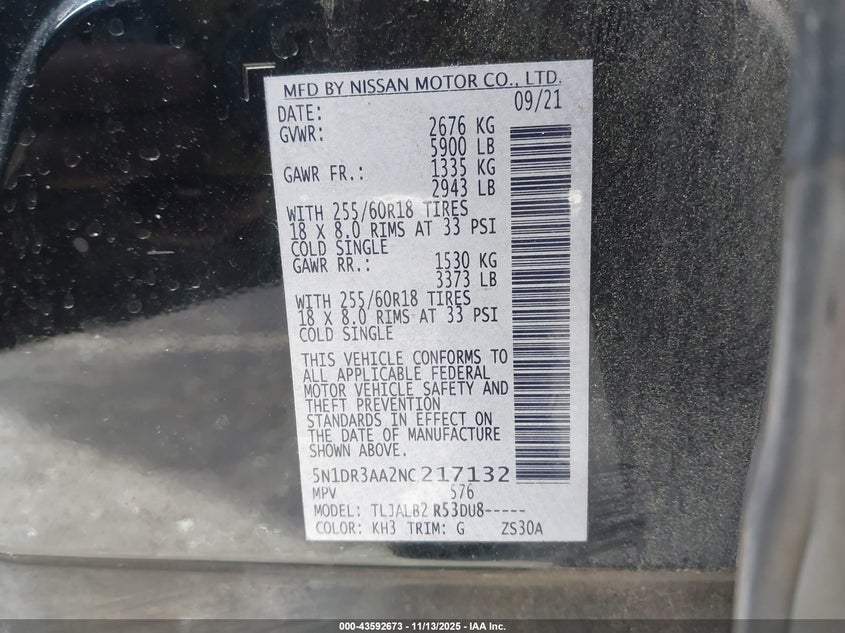 MFD BY NISSAN MOTOR CO., LTD.
DATE: 09/21
GVWR: 2676 KG
5900 LB
GAWR FR.: 1335 KG
2943 LB
WITH 255/60R18 TIRES
18 X 8.0 RIMS AT 33 PSI
COLD SINGLE
GAWR RR.: 1530 KG
3373 LB
WITH 255/60R18 TIRES
18 X 8.0 RIMS AT 33 PSI
COLD SINGLE
THIS VEHICLE CONFORMS TO
ALL APPLICABLE FEDERAL
MOTOR VEHICLE SAFETY AND
THEFT PREVENTION
STANDARDS IN EFFECT ON
THE DATE OF MANUFACTURE
SHOWN ABOVE.
5N1DR3AA2NC217132
MPV 576
MODEL: TLJALB2 R53DU8-----
COLOR: KH3 TRIM: G ZS30A
000-43592673 - 11/13/2025 - IAA Inc.